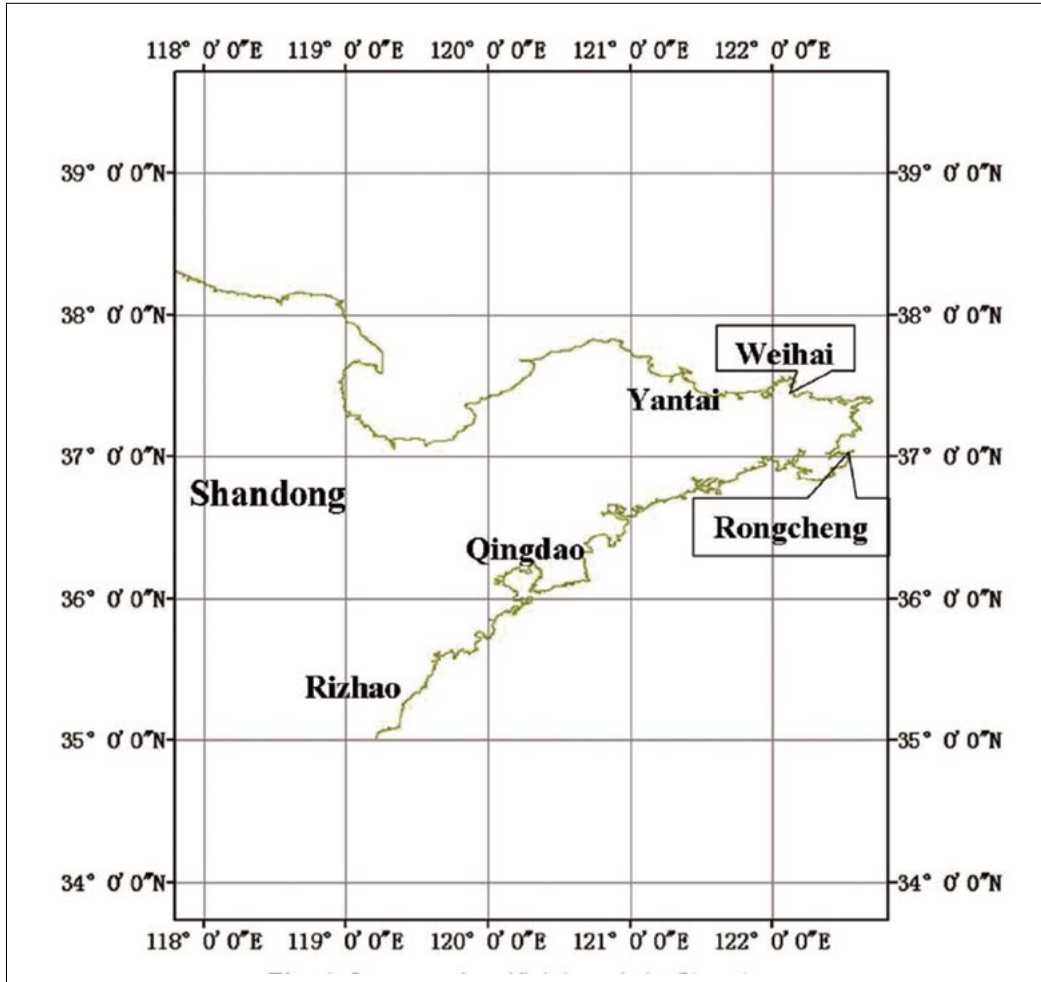 118° 0′ 0″E 119° 0′ 0″E 120° 0′ 0″E 121° 0′ 0″E 122° 0′ 0″E
39° 0′ 0″N 39° 0′ 0″N
38° 0′ 0″N 38° 0′ 0″N
Weihai
Yantai
37° 0′ 0″N 37° 0′ 0″N
Shandong
Rongcheng
Qingdao
36° 0′ 0″N 36° 0′ 0″N
Rizhao
35° 0′ 0″N 35° 0′ 0″N
34° 0′ 0″N 34° 0′ 0″N
118° 0′ 0″E 119° 0′ 0″E 120° 0′ 0″E 121° 0′ 0″E 122° 0′ 0″E